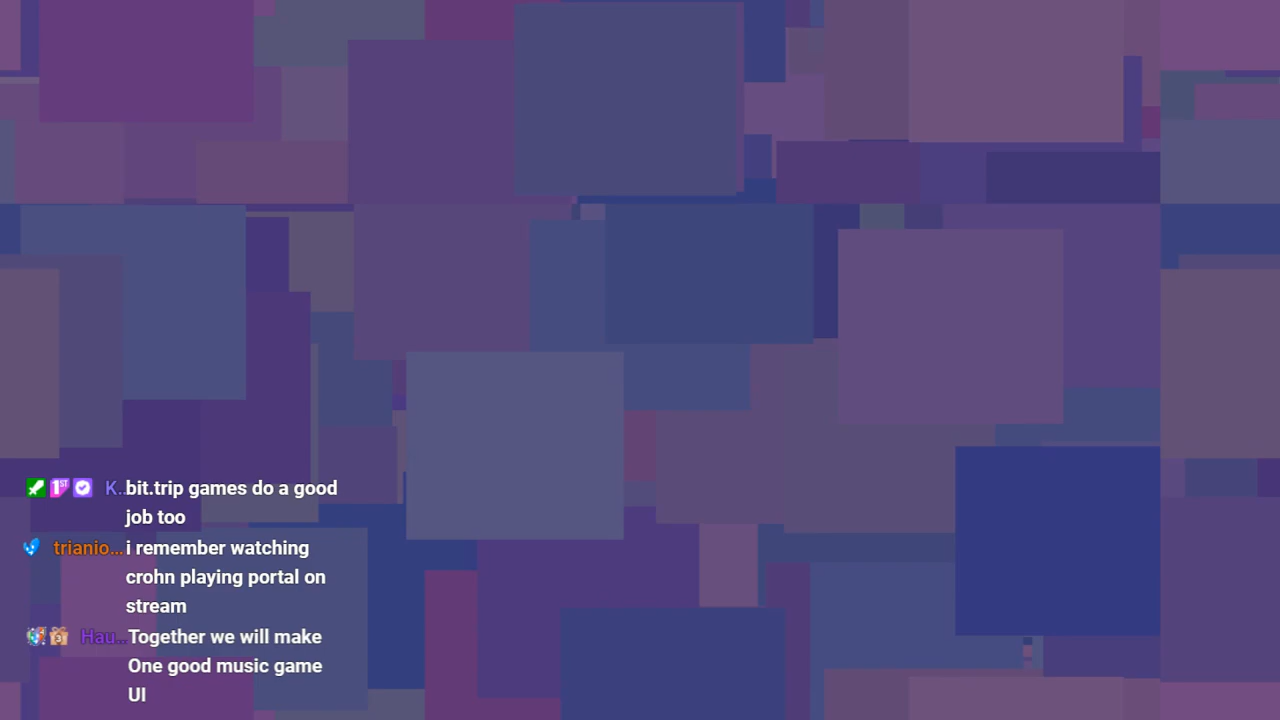 K.. bit.trip games do a good
job too
trianio... i remember watching
crohn playing portal on
stream
Hau... Together we will make
One good music game
UI